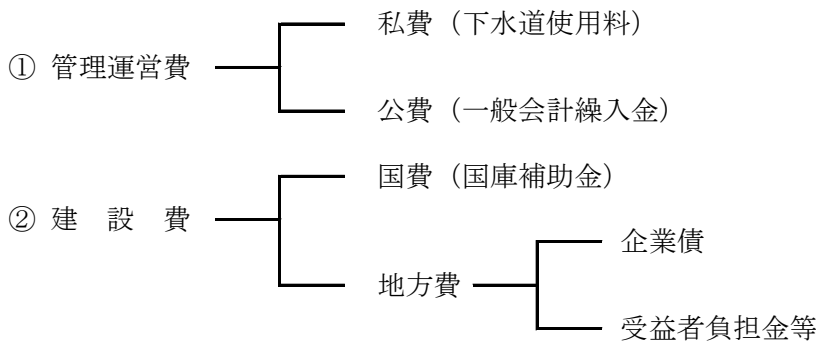 私費（下水道使用料）
① 管理運営費
公費（一般会計繰入金）
国費（国庫補助金）
② 建　設　費
企業債
地方費
受益者負担金等